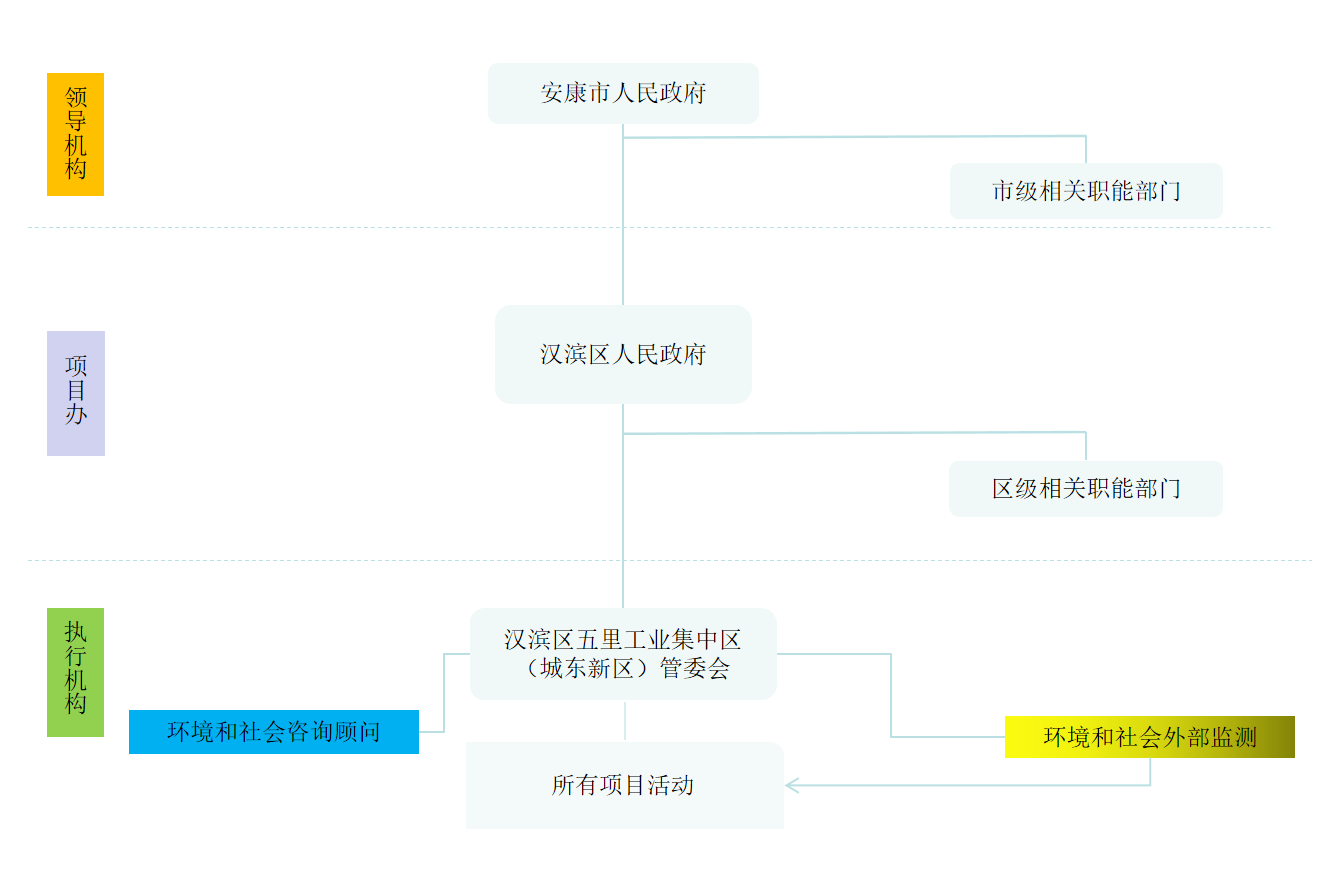 领导机构
安康市人民政府
市级相关职能部门
项目办
汉滨区人民政府
区级相关职能部门
执行机构
汉滨区五里工业集中区
（城东新区）管委会
环境和社会咨询顾问
环境和社会外部监测
所有项目活动